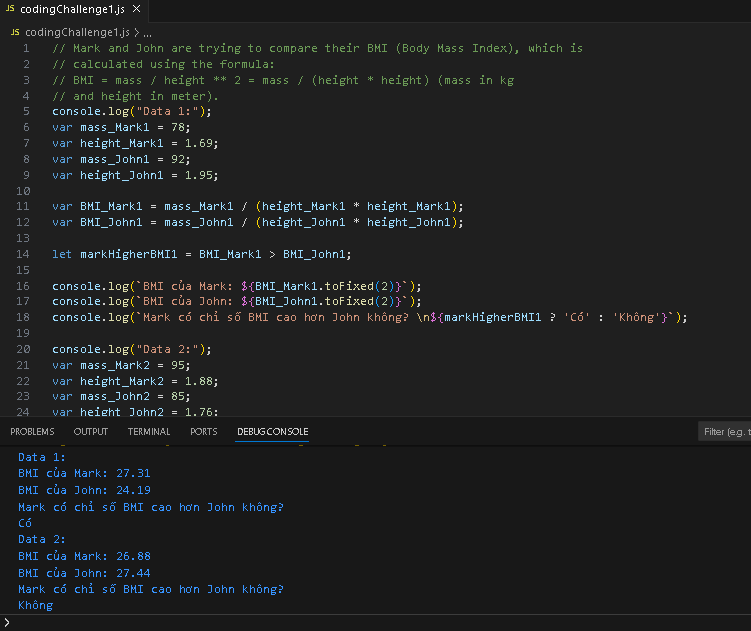 JS codingChallenge1.js ×
JS codingChallenge1.js > ...
1 // Mark and John are trying to compare their BMI (Body Mass Index), which is
2 // calculated using the formula:
3 // BMI = mass / height ** 2 = mass / (height * height) (mass in kg
4 // and height in meter).
5 console.log("Data 1:");
6 var mass_Mark1 = 78;
7 var height_Mark1 = 1.69;
8 var mass_John1 = 92;
9 var height_John1 = 1.95;
10
11 var BMI_Mark1 = mass_Mark1 / (height_Mark1 * height_Mark1);
12 var BMI_John1 = mass_John1 / (height_John1 * height_John1);
13
14 let markHigherBMI1 = BMI_Mark1 > BMI_John1;
15
16 console.log(`BMI của Mark: ${BMI_Mark1.toFixed(2)}`);
17 console.log(`BMI của John: ${BMI_John1.toFixed(2)}`);
18 console.log(`Mark có chỉ số BMI cao hơn John không? \n${markHigherBMI1 ? 'Có' : 'Không'}`);
19
20 console.log("Data 2:");
21 var mass_Mark2 = 95;
22 var height_Mark2 = 1.88;
23 var mass_John2 = 85;
24 var height_John2 = 1.76;
PROBLEMS OUTPUT TERMINAL PORTS DEBUG CONSOLE Filter (e.g. t
Data 1:
BMI của Mark: 27.31
BMI của John: 24.19
Mark có chỉ số BMI cao hơn John không?
Có
Data 2:
BMI của Mark: 26.88
BMI của John: 27.44
Mark có chỉ số BMI cao hơn John không?
Không
>